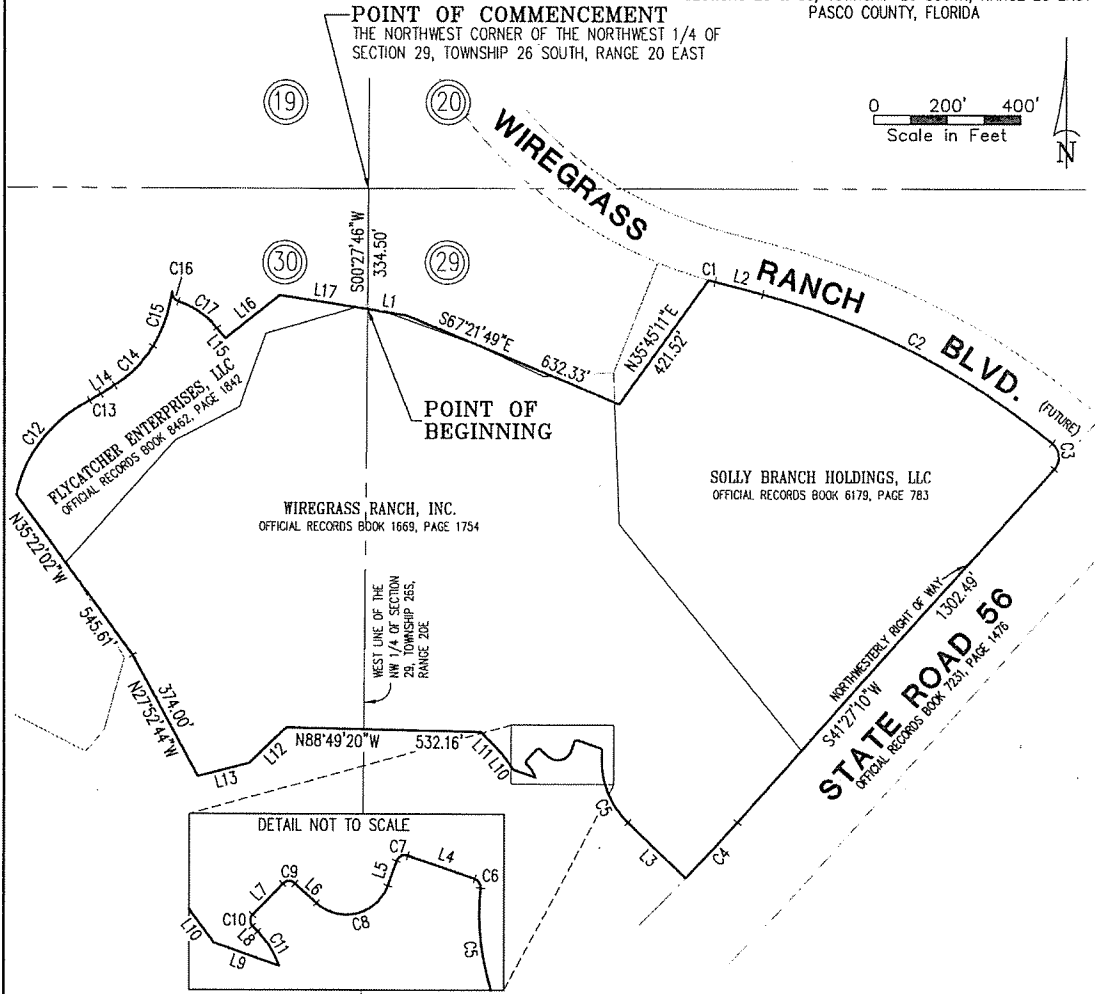 POINT OF COMMENCEMENT
THE NORTHWEST CORNER OF THE NORTHWEST 1/4 OF
SECTION 29, TOWNSHIP 26 SOUTH, RANGE 20 EAST
PASCO COUNTY, FLORIDA
0 200' 400'
Scale in Feet
N
19
20
30
29
WIREGRASS
RANCH
BLVD.
(FUTURE)
S00°27'46"W
334.50'
C16
C17
L16
L17
L1
C15
L15
S67°21'49"E
632.33'
N35°45'11"E
421.52'
C1
L2
C2
C3
C14
L14
C13
C12
FLYCATCHER ENTERPRISES, LLC
OFFICIAL RECORDS BOOK 8462, PAGE 1842
POINT OF
BEGINNING
SOLLY BRANCH HOLDINGS, LLC
OFFICIAL RECORDS BOOK 6179, PAGE 783
WIREGRASS RANCH, INC.
OFFICIAL RECORDS BOOK 1669, PAGE 1754
N35°22'02"W
545.61'
N27°52'44"W
374.00'
WEST LINE OF THE
NW 1/4 OF SECTION
29, TOWNSHIP 26S,
RANGE 20E
NORTHWESTERLY RIGHT OF WAY
1302.49'
S41°27'10"W
STATE ROAD 56
OFFICIAL RECORDS BOOK 7231, PAGE 1476
L13
L12
N88°49'20"W
532.16'
L11
L10
C5
L3
C4
DETAIL NOT TO SCALE
C7
L4
C6
L5
C9
L7
L6
C8
C10
L8
C11
L10
L9
C5